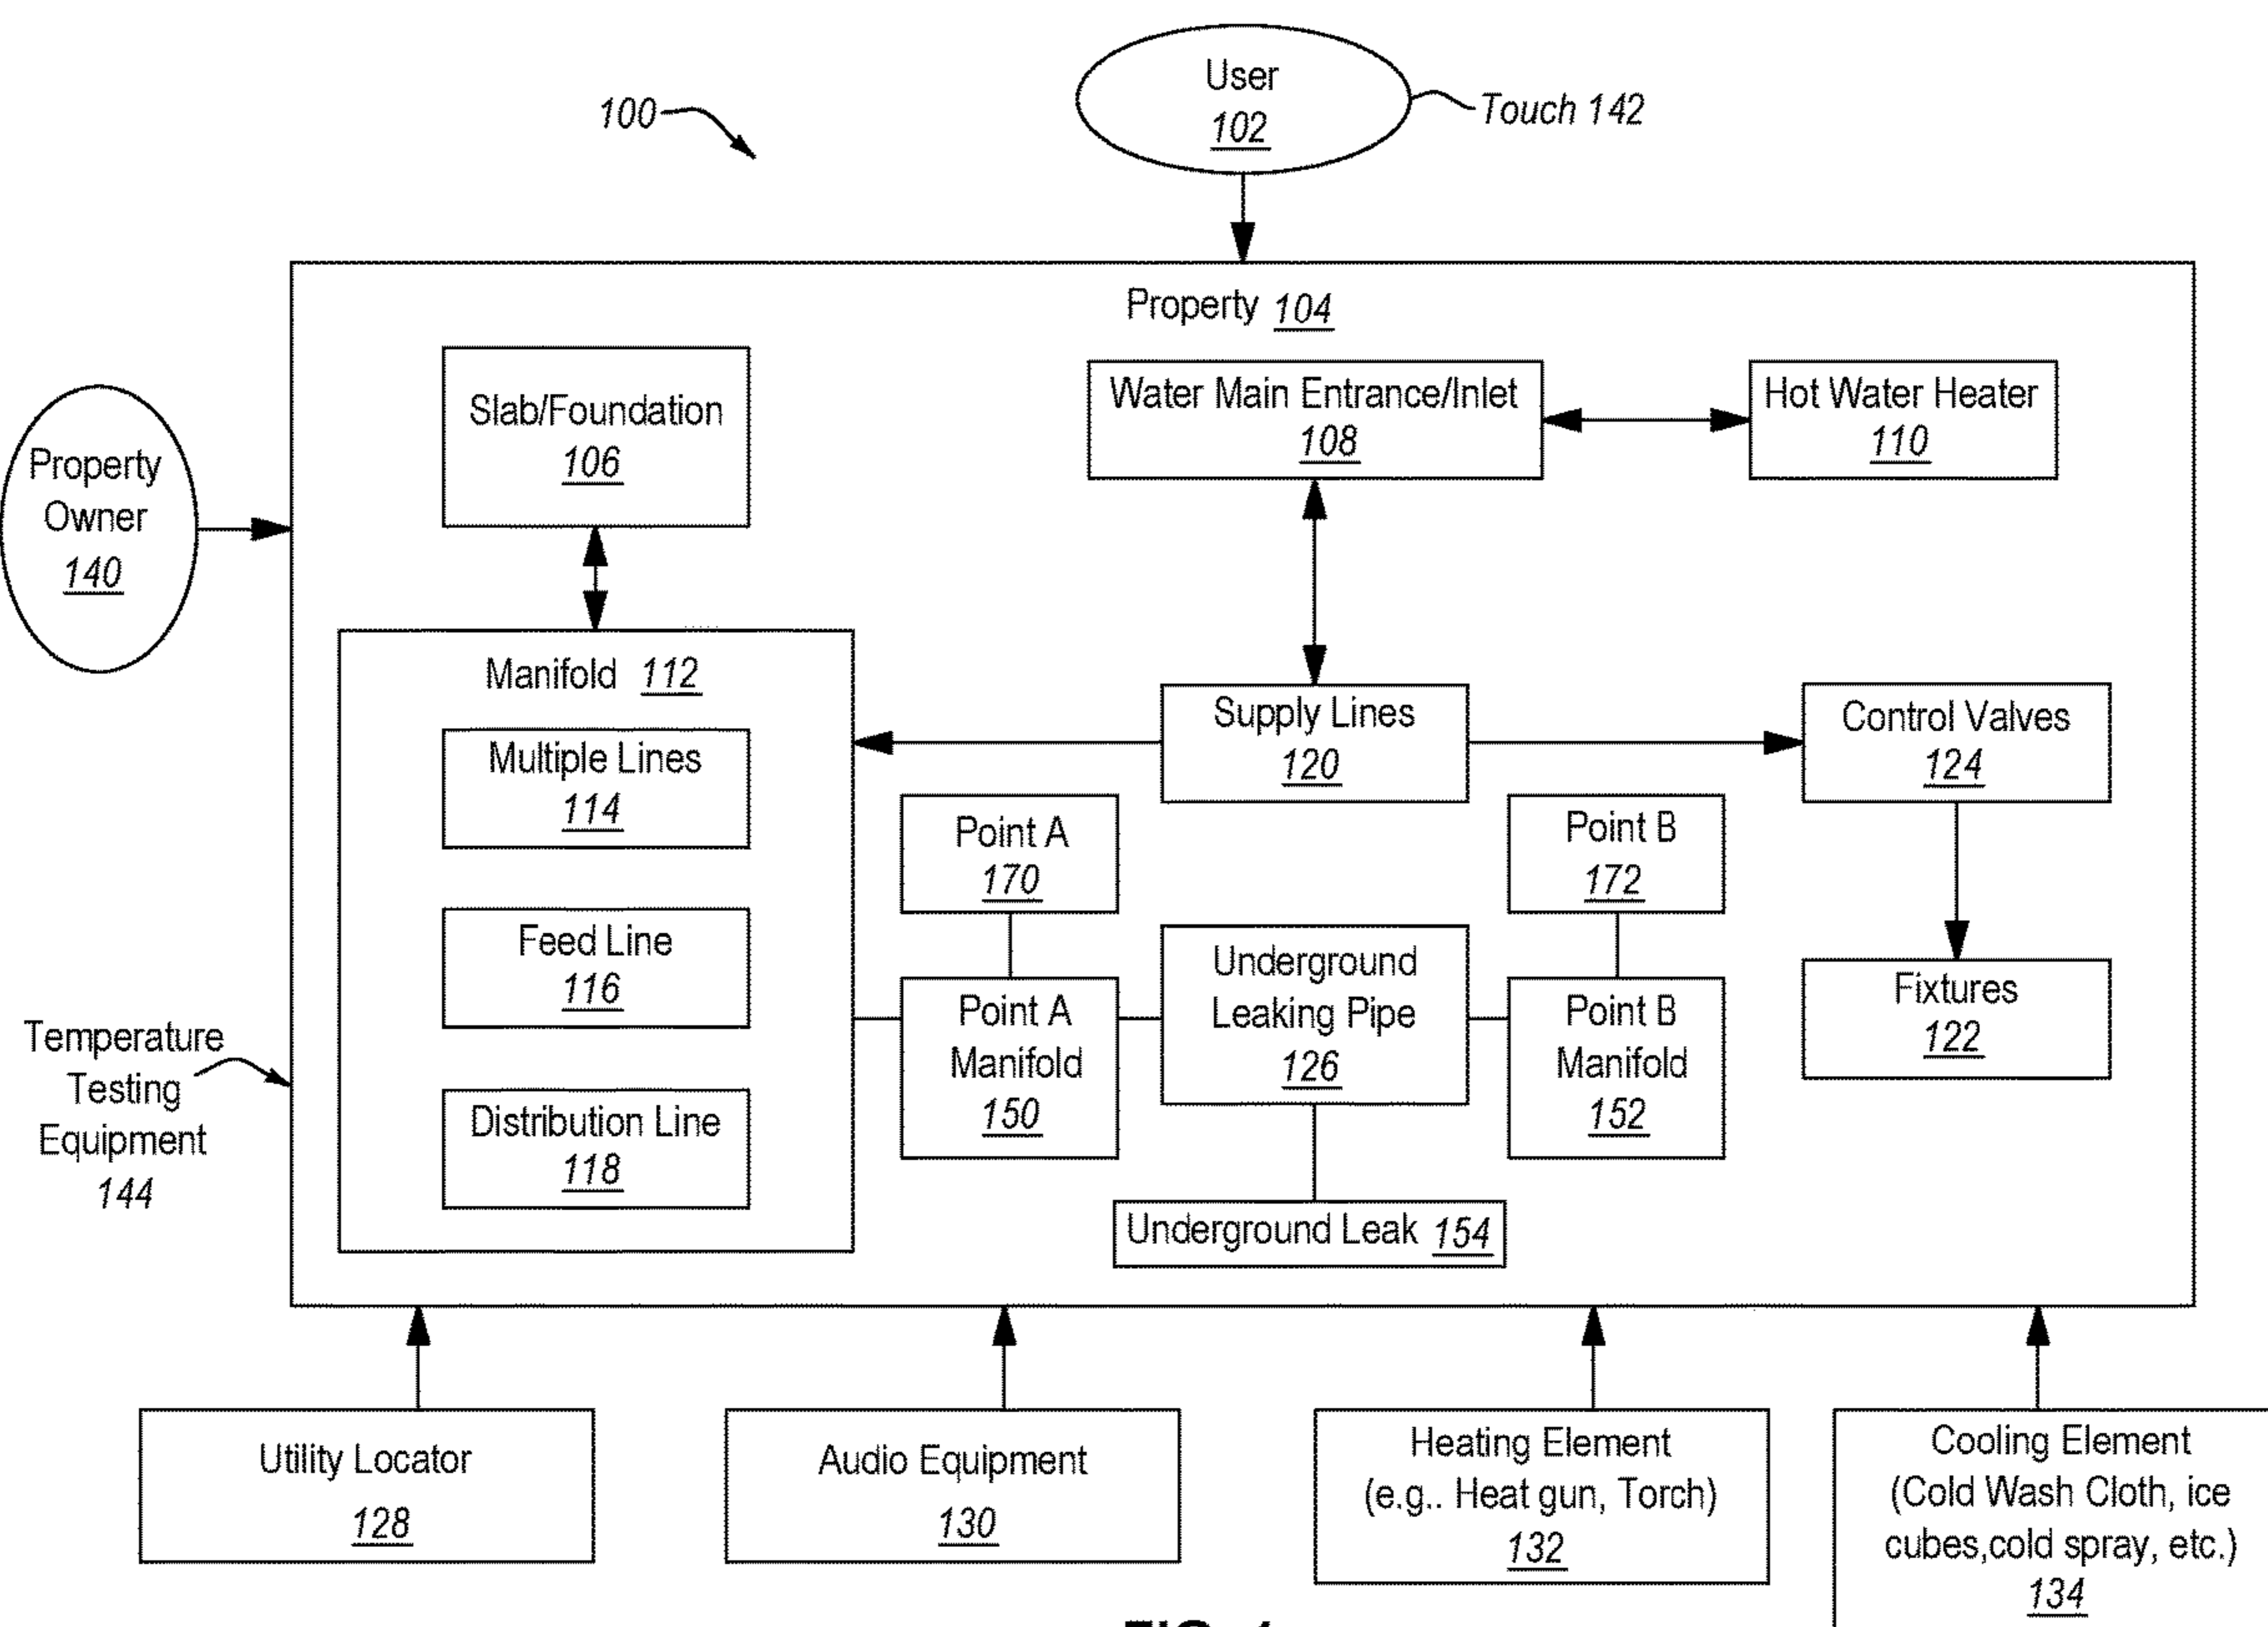 User
102
100
Touch 142
Property 104
Slab/Foundation
106
Water Main Entrance/Inlet
108
Hot Water Heater
110
Property
Owner
140
Manifold 112
Multiple Lines
114
Feed Line
116
Distribution Line
118
Supply Lines
120
Control Valves
124
Point A
170
Point B
172
Point A
Manifold
150
Underground
Leaking Pipe
126
Point B
Manifold
152
Fixtures
122
Underground Leak 154
Temperature
Testing
Equipment
144
Utility Locator
128
Audio Equipment
130
Heating Element
(e.g.. Heat gun, Torch)
132
Cooling Element
(Cold Wash Cloth, ice
cubes,cold spray, etc.)
134